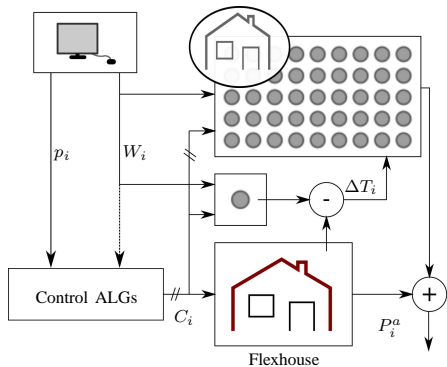 p_i
W_i
ΔT_i
-
Control ALGs
C_i
+
P_i^a
Flexhouse